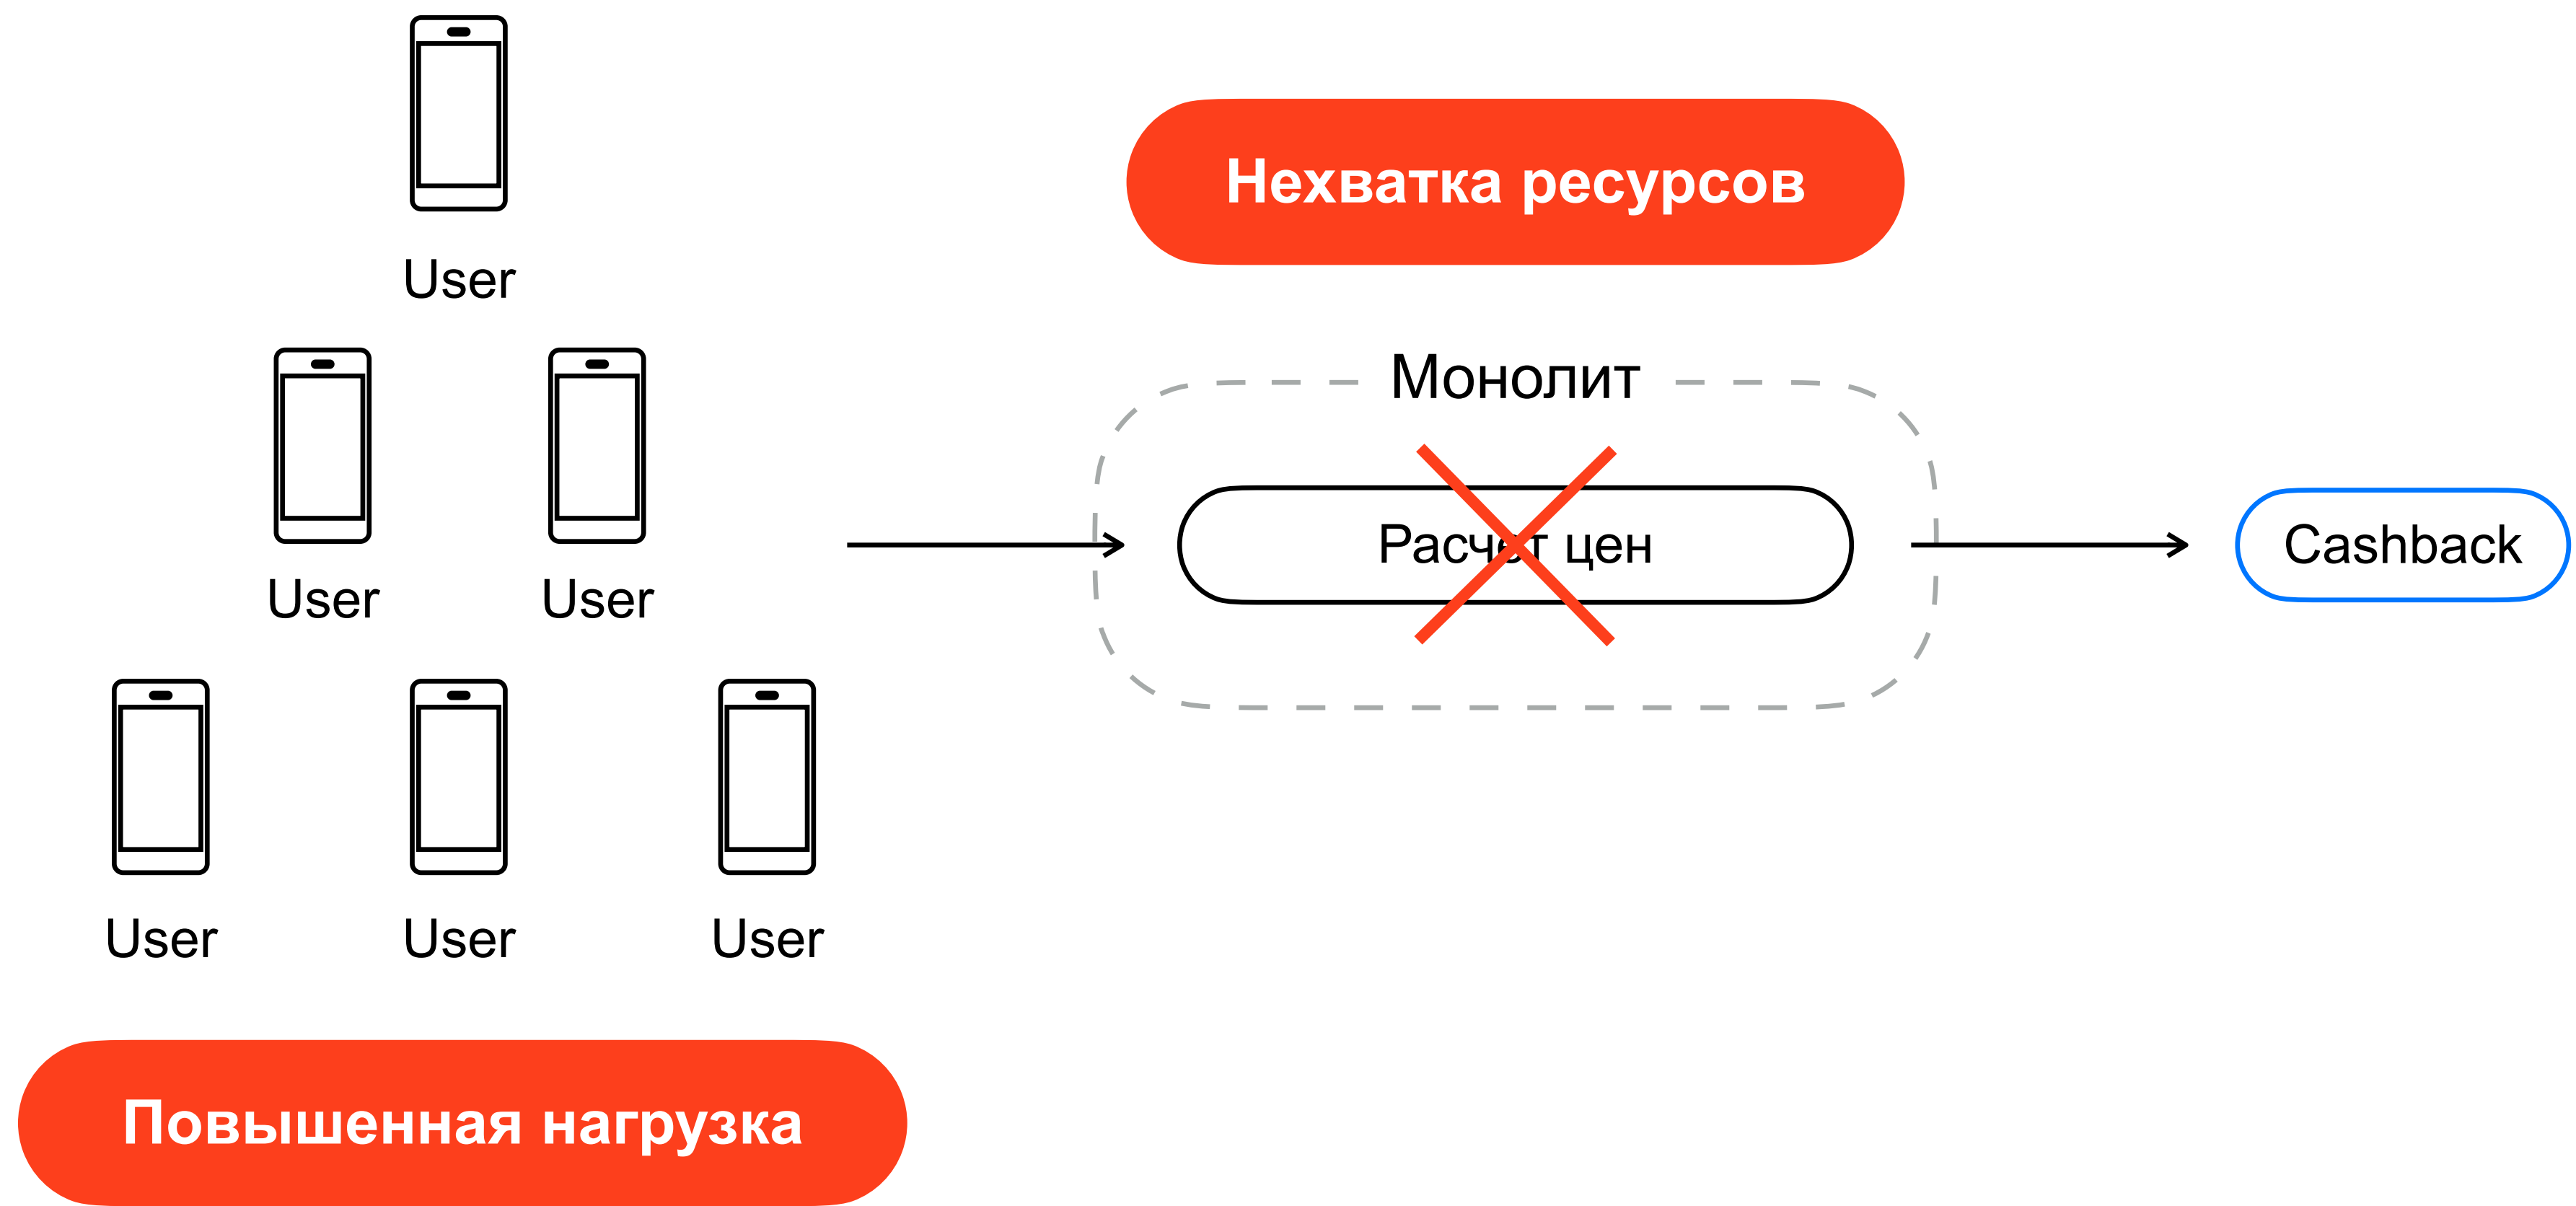 User
User
User
User
User
User
Повышенная нагрузка
Нехватка ресурсов
Монолит
Расчет цен
Cashback